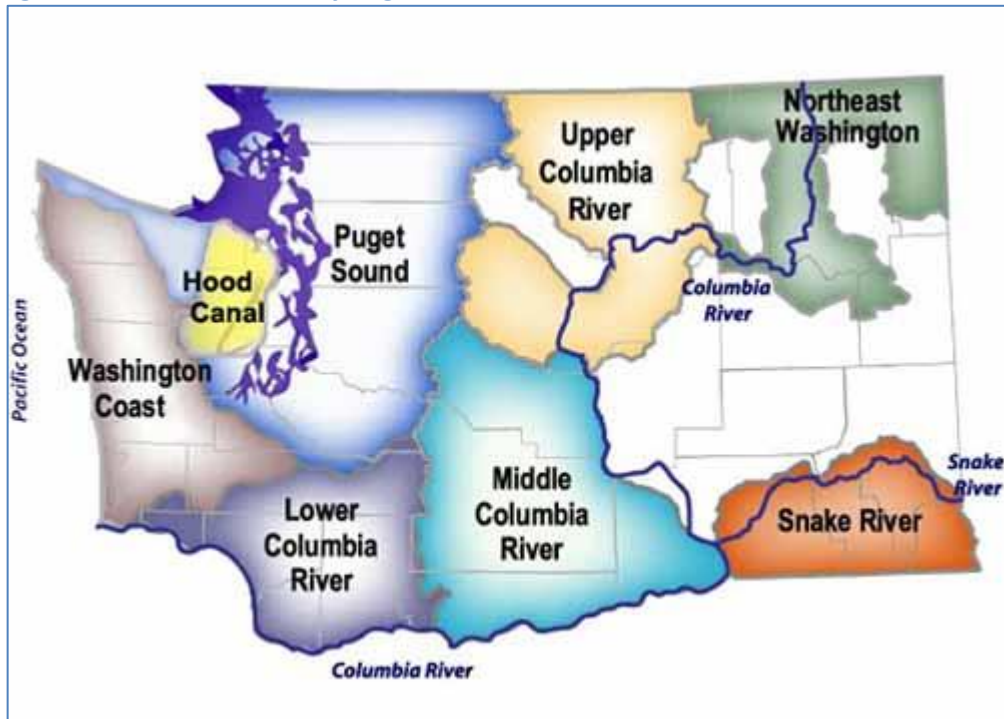 Northeast
Washington
Upper
Columbia
River
Puget
Sound
Hood
Canal
Columbia
River
Pacific Ocean
Washington
Coast
Middle
Columbia
River
Snake
River
Lower
Columbia
River
Snake River
Columbia River